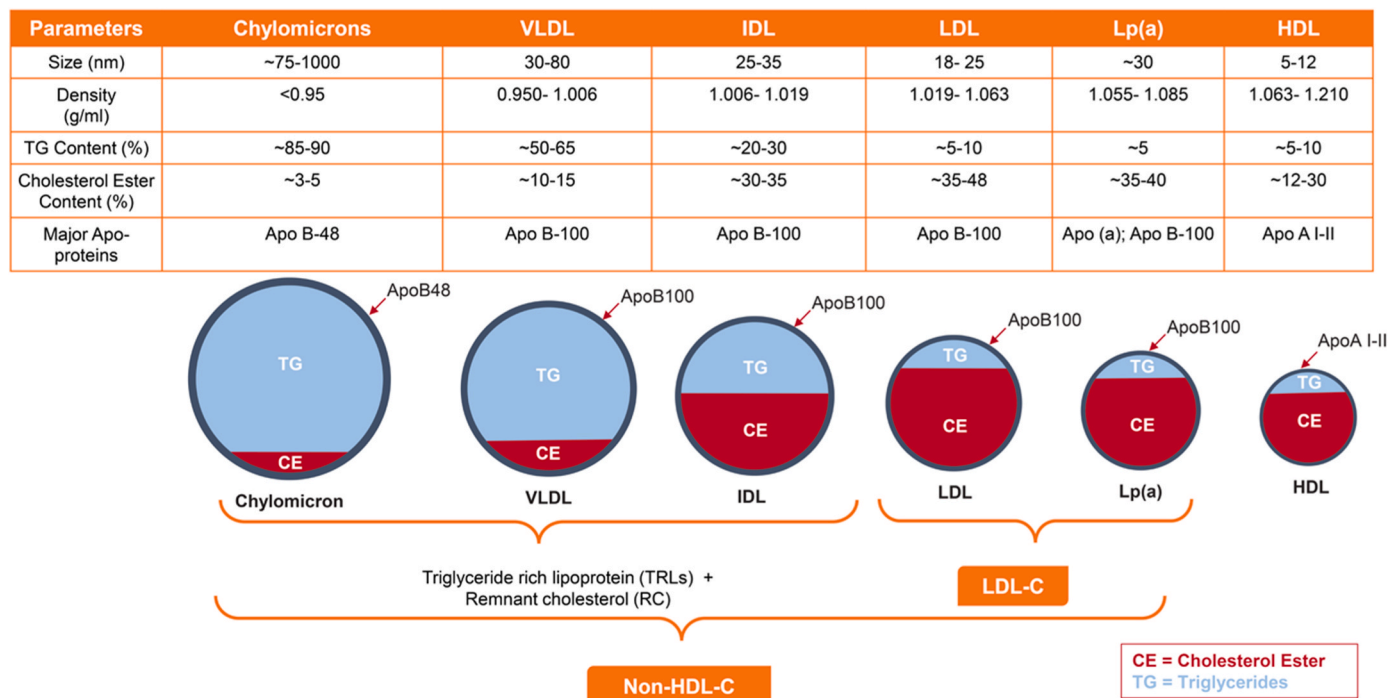 Parameters Chylomicrons VLDL IDL LDL Lp(a) HDL
Size (nm) ~75-1000 30-80 25-35 18- 25 ~30 5-12
Density
(g/ml) <0.95 0.950- 1.006 1.006- 1.019 1.019- 1.063 1.055- 1.085 1.063- 1.210
TG Content (%) ~85-90 ~50-65 ~20-30 ~5-10 ~5 ~5-10
Cholesterol Ester
Content (%) ~3-5 ~10-15 ~30-35 ~35-48 ~35-40 ~12-30
Major Apo-
proteins Apo B-48 Apo B-100 Apo B-100 Apo B-100 Apo (a); Apo B-100 Apo A I-II
ApoB48 ApoB100 ApoB100 ApoB100 ApoB100 ApoA I-II
TG TG TG TG TG TG
CE CE CE CE CE CE
Chylomicron VLDL IDL LDL Lp(a) HDL
Triglyceride rich lipoprotein (TRLs) +
Remnant cholesterol (RC)
LDL-C
Non-HDL-C
CE = Cholesterol Ester
TG = Triglycerides